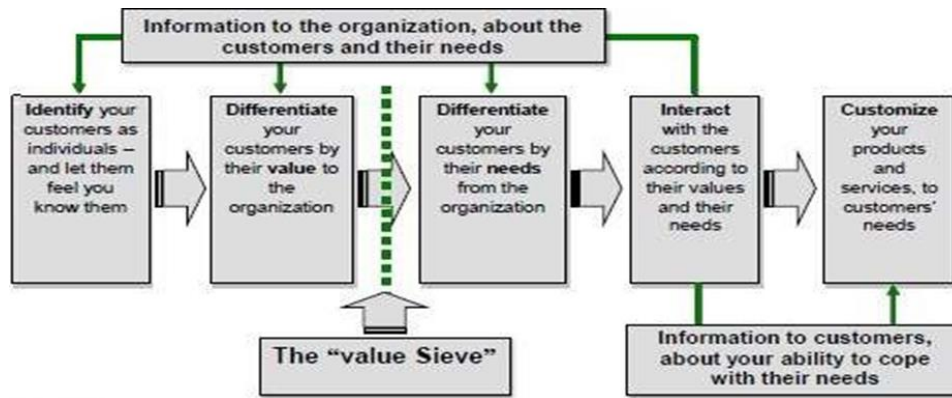 Information to the organization, about the
customers and their needs
Identify your
customers as
individuals –
and let them
feel you
know them
Differentiate
your
customers by
their value to
the
organization
Differentiate
your
customers by
their needs
from the
organization
Interact
with the
customers
according to
their values
and their
needs
Customize
your
products
and
services, to
customers'
needs
The "value Sieve"
Information to customers,
about your ability to cope
with their needs